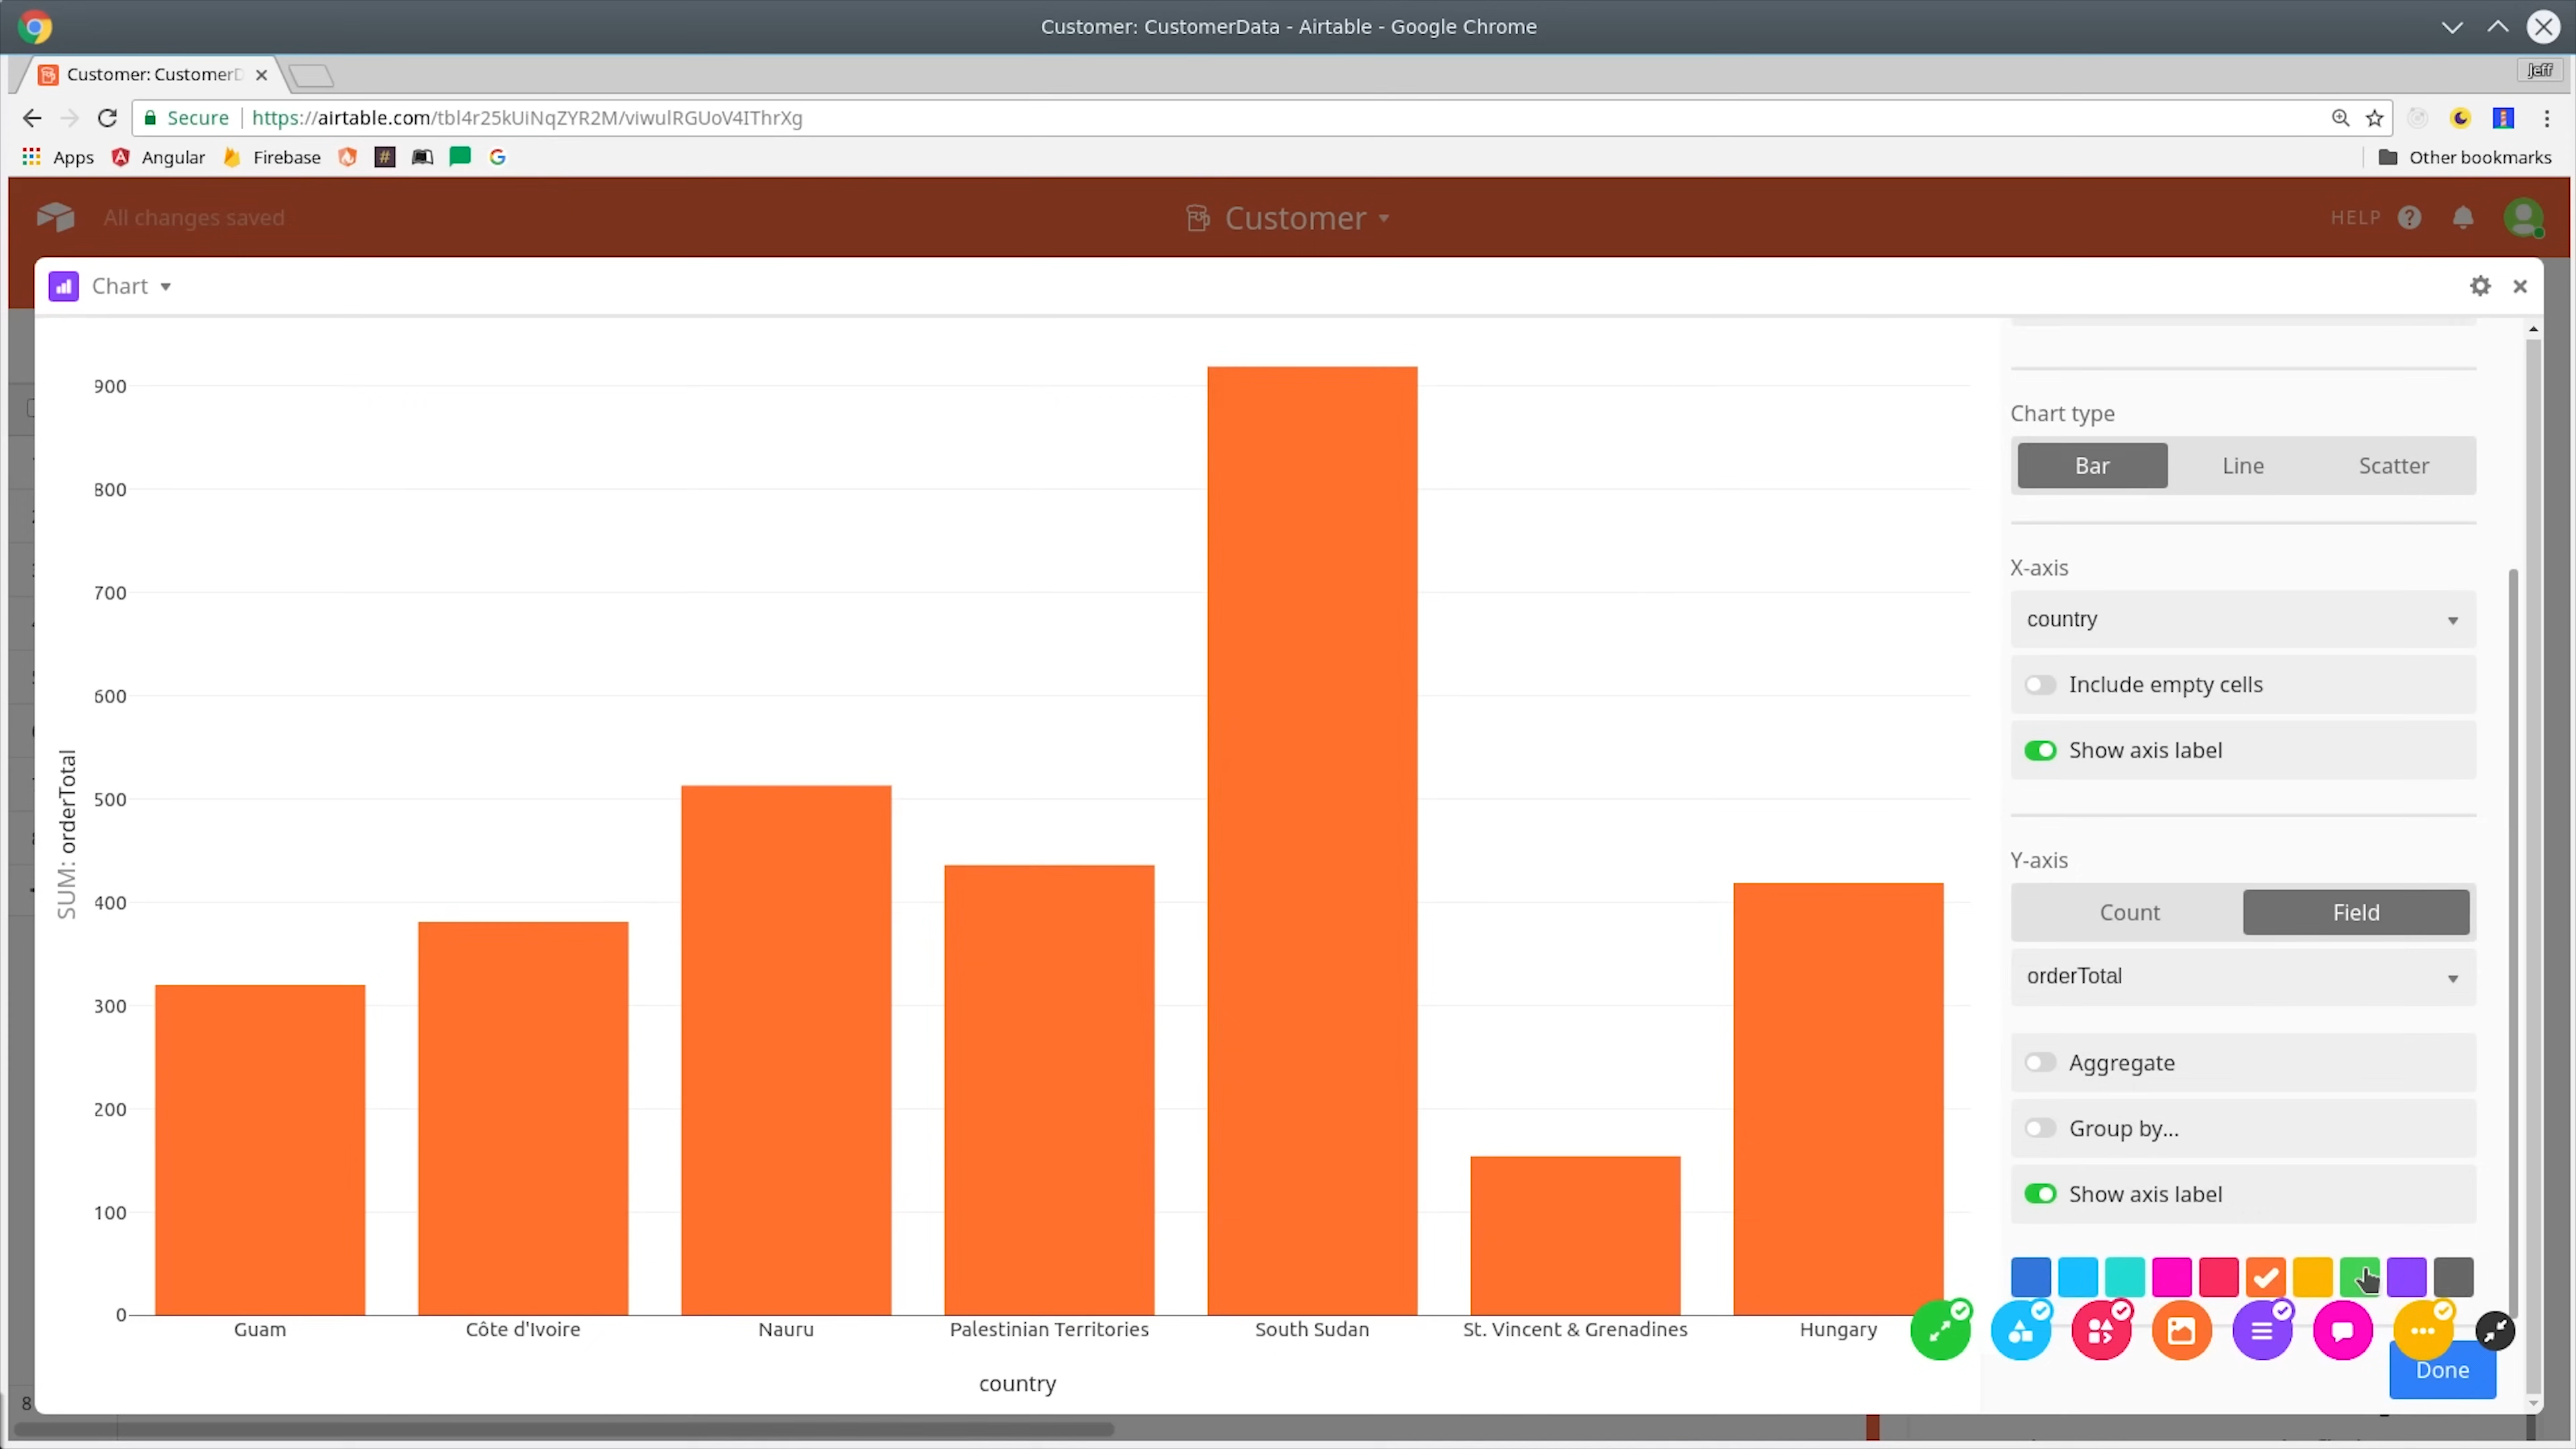 Customer: CustomerData - Airtable - Google Chrome
Customer: CustomerD
Jeff
Secure
https://airtable.com/tbl4r25kUiNqZYR2M/viwulRGUoV4IThrXg
Apps
Angular
Firebase
#
G
Other bookmarks
All changes saved
Customer
HELP
?
Chart
900
800
700
600
500
400
300
200
100
0
SUM: orderTotal
Guam
Côte d'Ivoire
Nauru
Palestinian Territories
South Sudan
St. Vincent & Grenadines
Hungary
country
Chart type
Bar
Line
Scatter
X-axis
country
Include empty cells
Show axis label
Y-axis
Count
Field
orderTotal
Aggregate
Group by...
Show axis label
Done
8